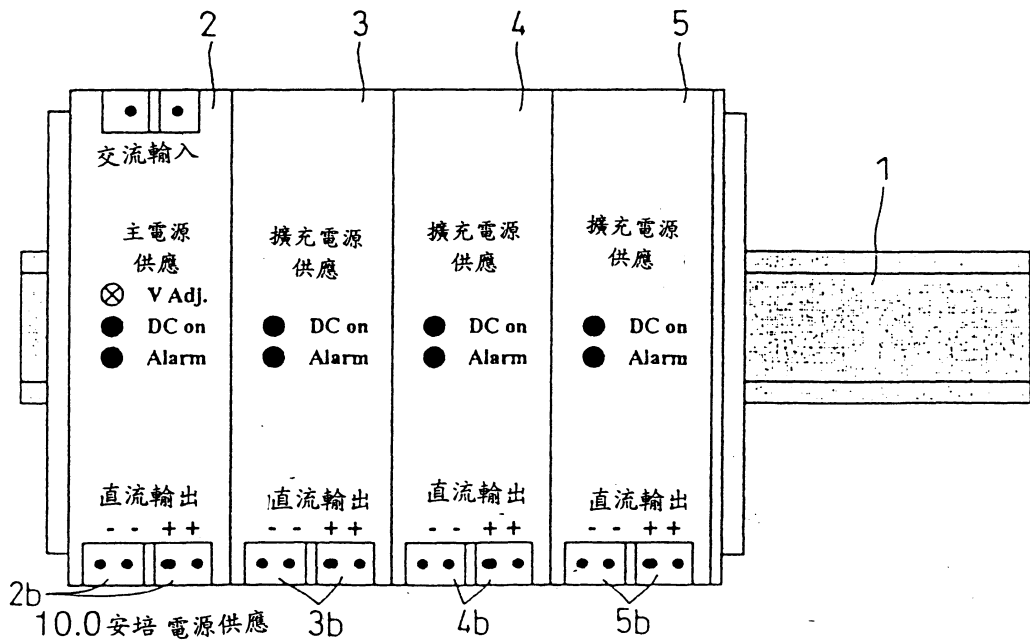 2 3 4 5
1
交流輸入
主電源 擴充電源 擴充電源 擴充電源
供應 供應 供應 供應
V Adj.
DC on DC on DC on DC on
Alarm Alarm Alarm Alarm
直流輸出 直流輸出 直流輸出 直流輸出
- - + + - - + + - - + + - - + +
2b 3b 4b 5b
10.0 安培 電源供應